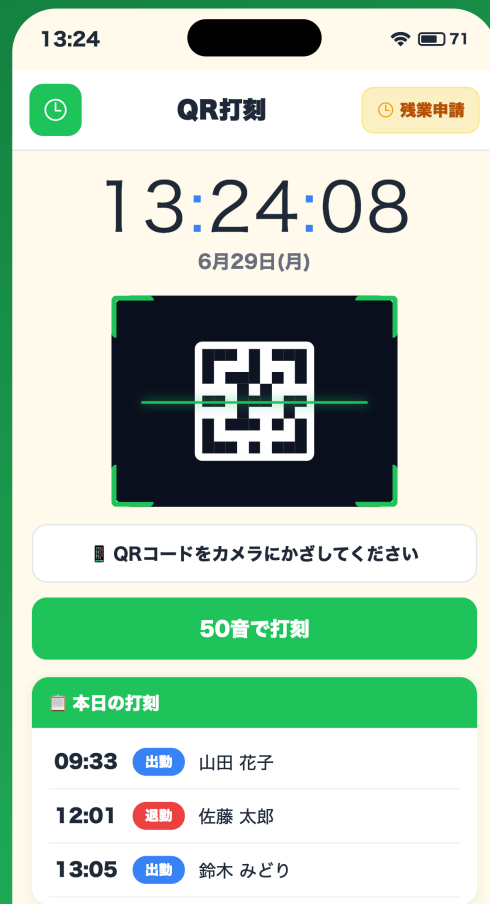 13:24
71
QR打刻
残業申請
13:24:08
6月29日(月)
QRコードをカメラにかざしてください
50音で打刻
本日の打刻
09:33 出勤 山田 花子
12:01 退勤 佐藤 太郎
13:05 出勤 鈴木 みどり